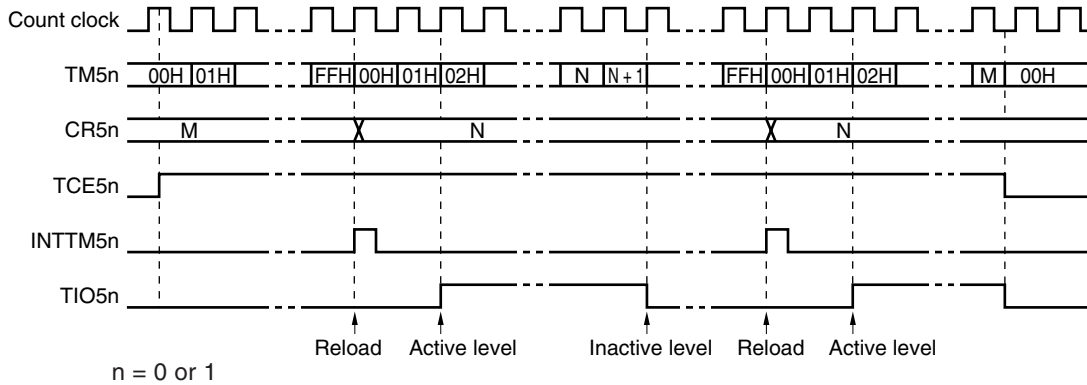 Count clock
TM5n 00H 01H FFH 00H 01H 02H N N + 1 FFH 00H 01H 02H M 00H
CR5n M N N
TCE5n
INTTM5n
TIO5n
Reload Active level Inactive level Reload Active level
n = 0 or 1